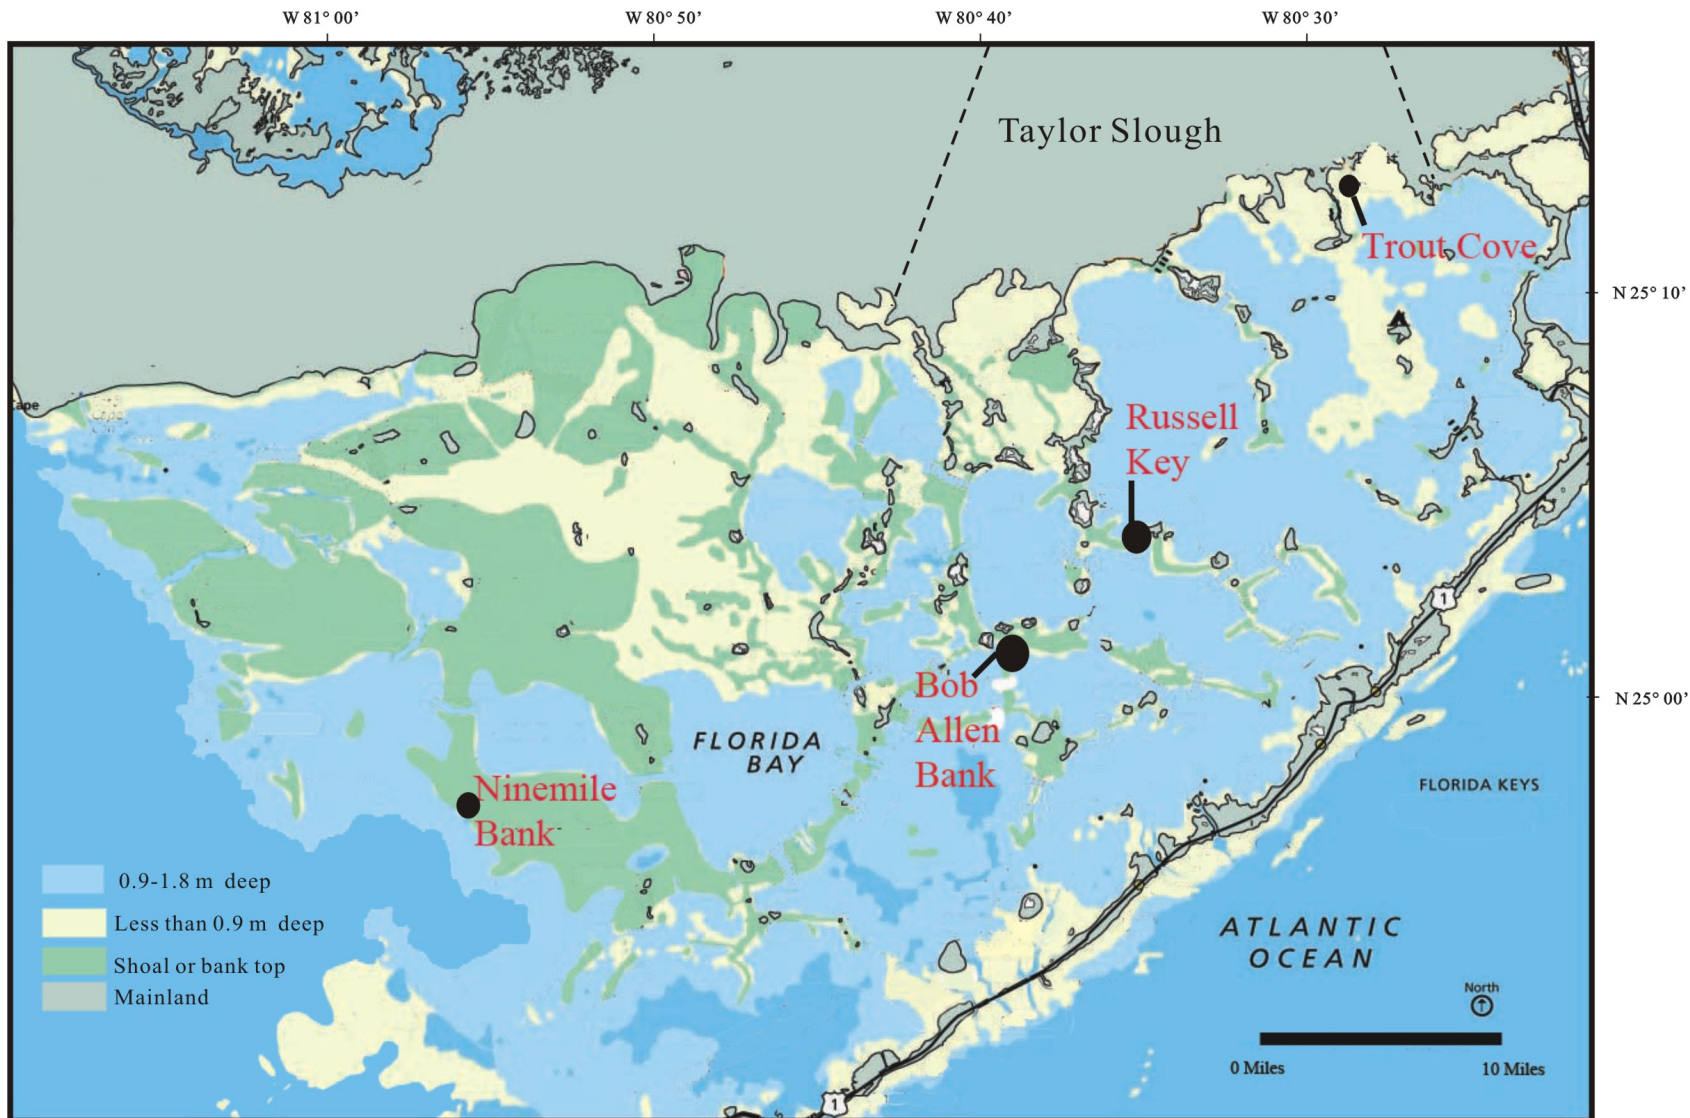 W 81° 00'
W 80° 50'
W 80° 40'
W 80° 30'
Taylor Slough
Trout Cove
N 25° 10'
ape
Russell
Key
1
Bob
Allen
Bank
N 25° 00'
FLORIDA
BAY
Ninemile
Bank
FLORIDA KEYS
0.9-1.8 m deep
Less than 0.9 m deep
Shoal or bank top
Mainland
ATLANTIC
OCEAN
North
0 Miles
10 Miles
1